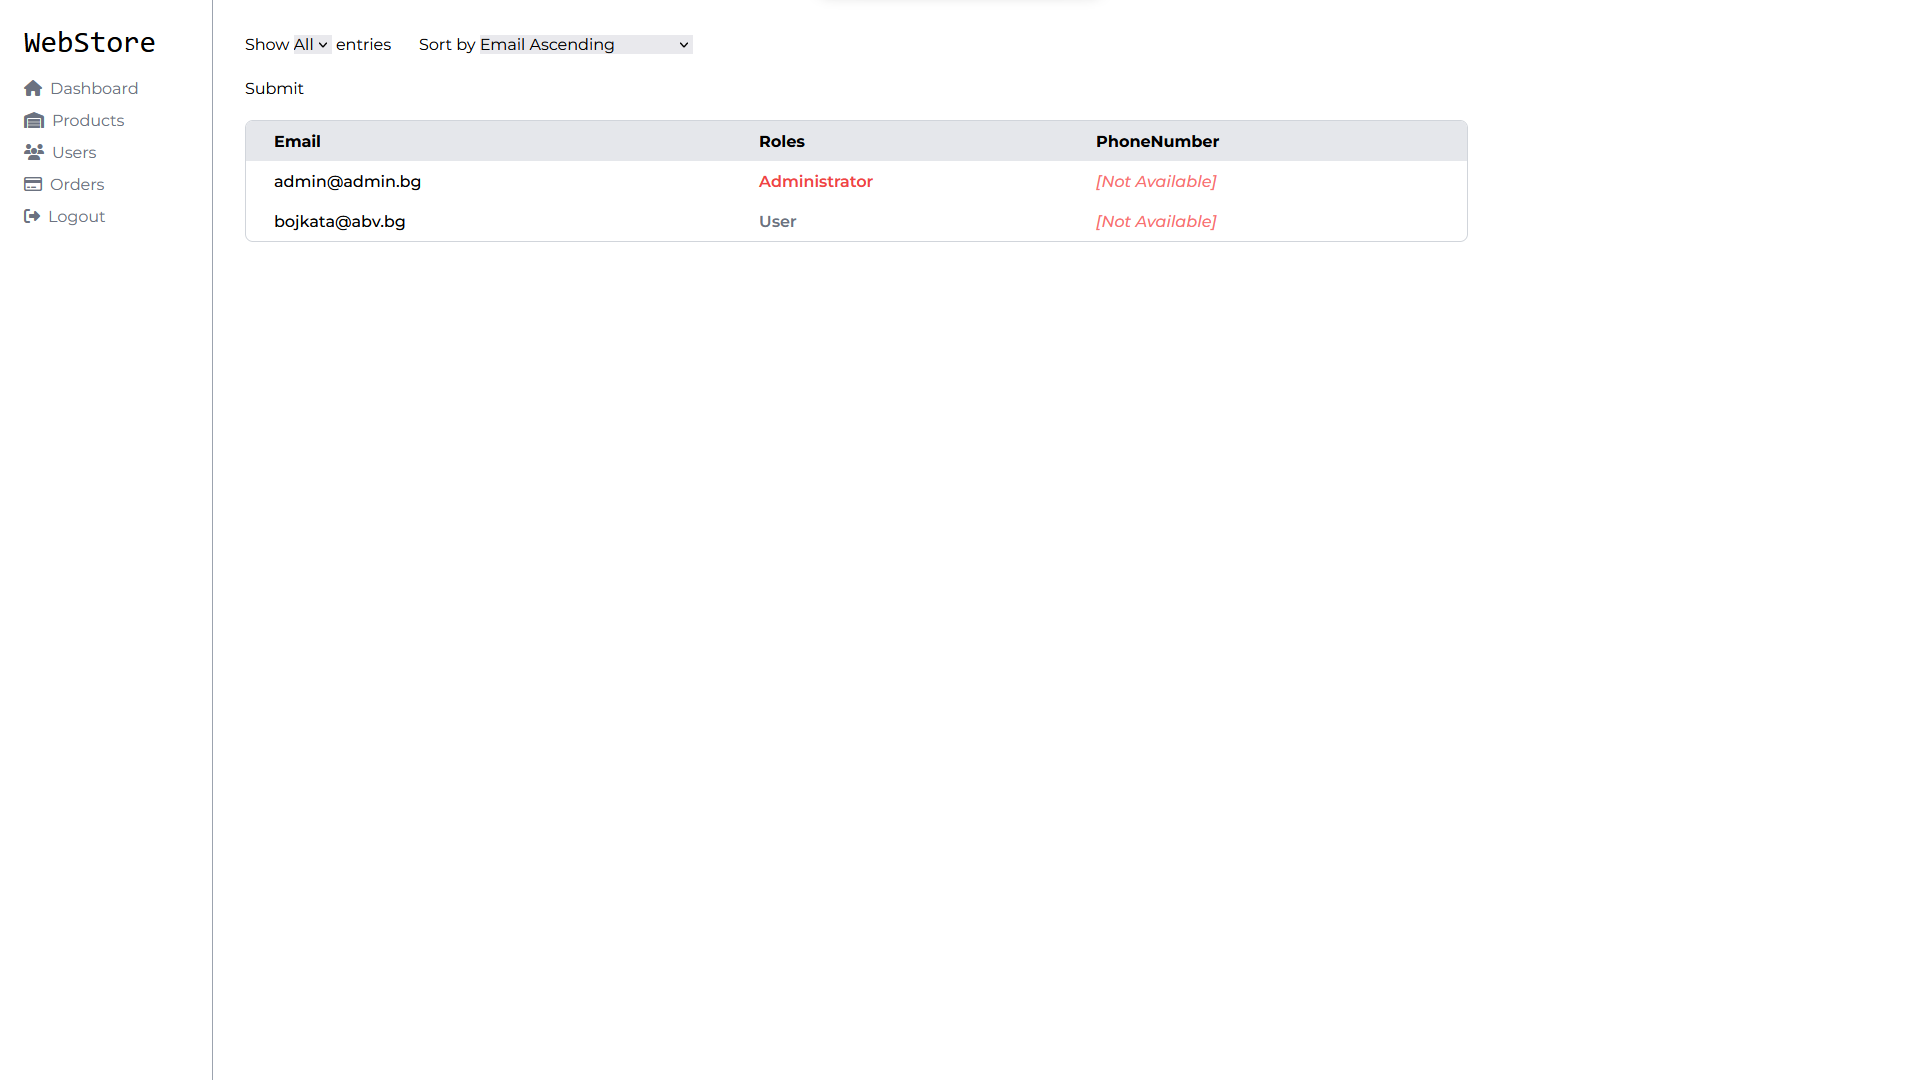 WebStore
Dashboard
Products
Users
Orders
Logout
Show All entries Sort by Email Ascending
Submit
Email Roles PhoneNumber
admin@admin.bg Administrator [Not Available]
bojkata@abv.bg User [Not Available]